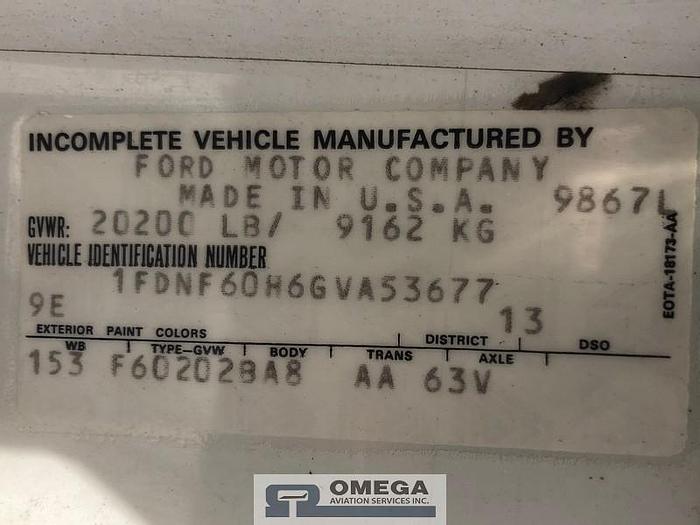 INCOMPLETE VEHICLE MANUFACTURED BY
FORD MOTOR COMPANY
MADE IN U.S.A. 9867L
GVWR: 20200 LB/ 9162 KG
VEHICLE IDENTIFICATION NUMBER
1FDNF60H6GVA53677
9E 13
EXTERIOR PAINT COLORS DISTRICT DSO
WB TYPE-GVW BODY TRANS AXLE
153 F60202BA8 AA 63V
EOTA-18173-AA
OMEGA
AVIATION SERVICES INC.